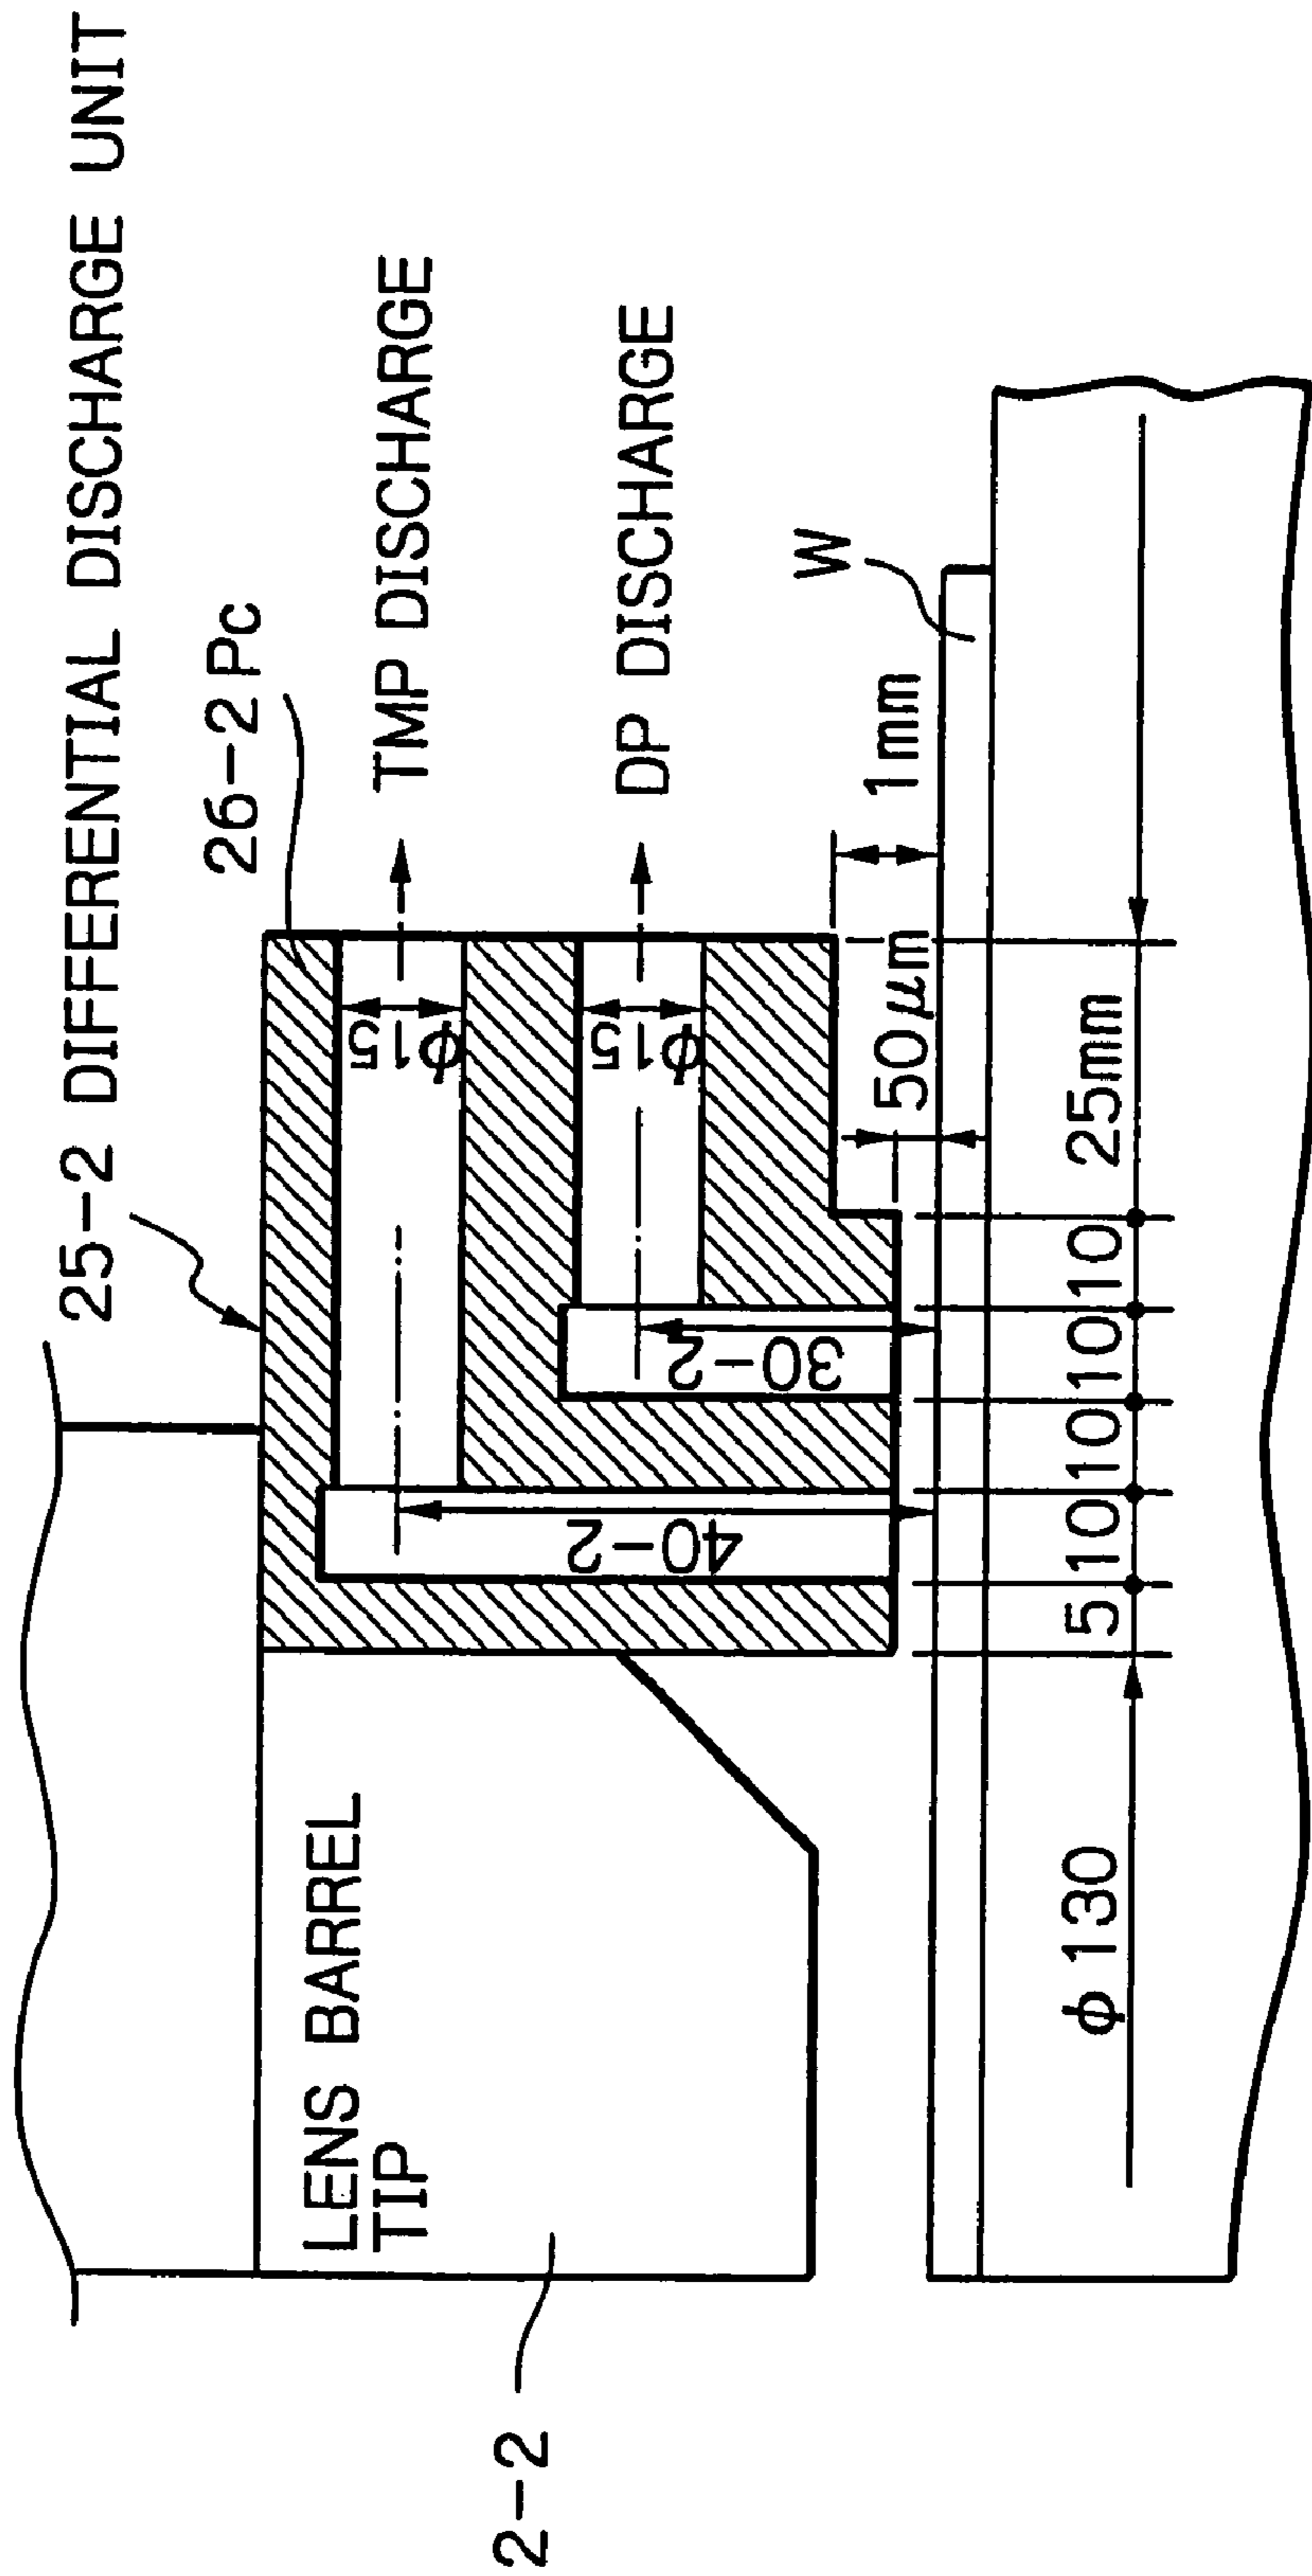 25-2 DIFFERENTIAL DISCHARGE UNIT
26-2 Pc
TMP DISCHARGE
φ15
DP DISCHARGE
φ15
LENS BARREL
TIP
2-2
40-2
30-2
50μm
1mm
W
φ130
5
10
10
10
10
25mm